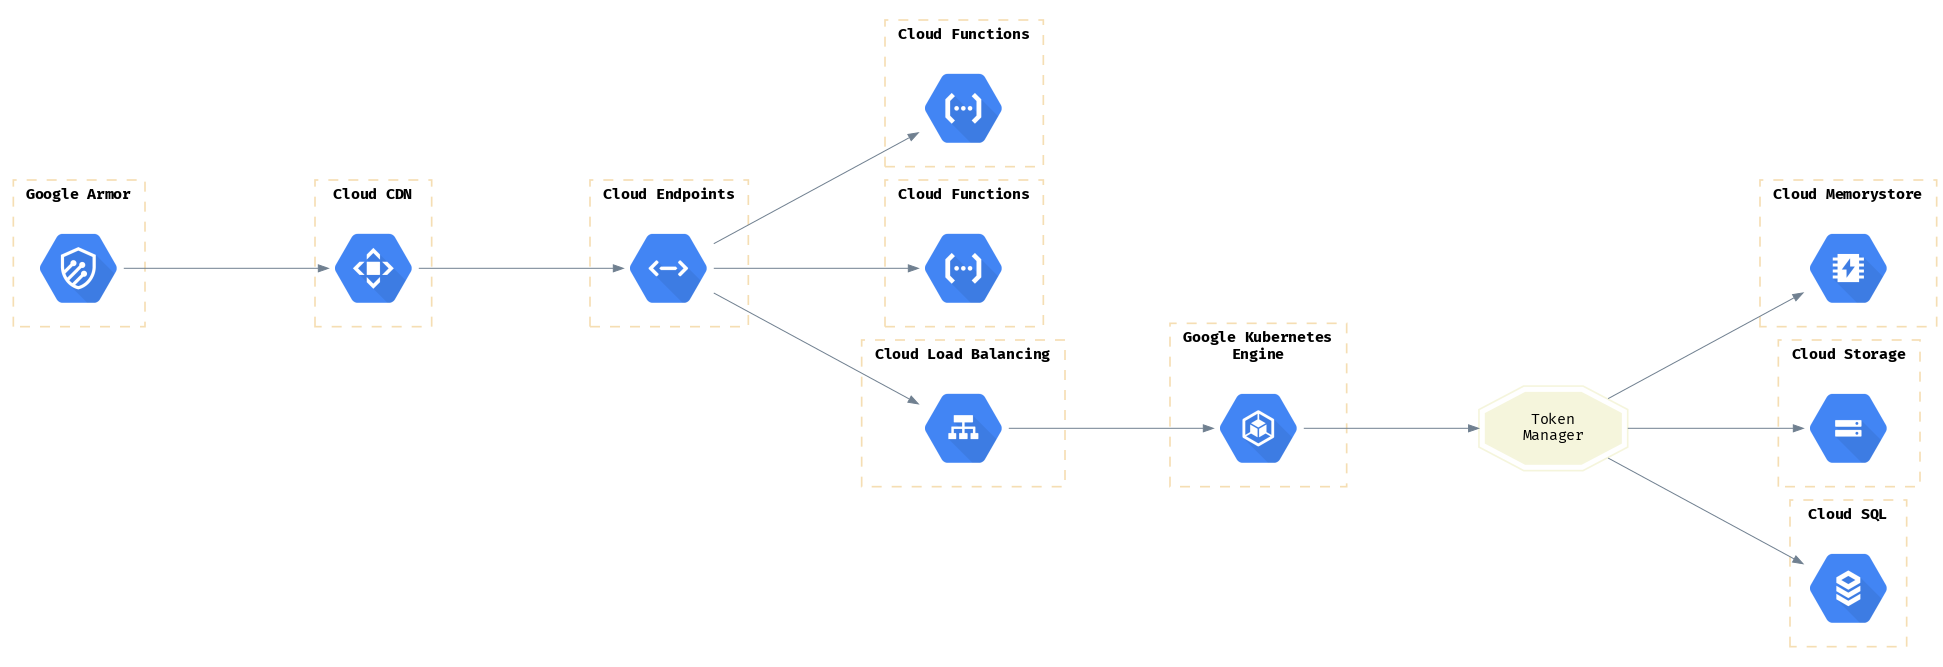 Cloud Functions
Google Armor
Cloud CDN
Cloud Endpoints
Cloud Functions
Cloud Memorystore
Cloud Load Balancing
Google Kubernetes
Engine
Token
Manager
Cloud Storage
Cloud SQL